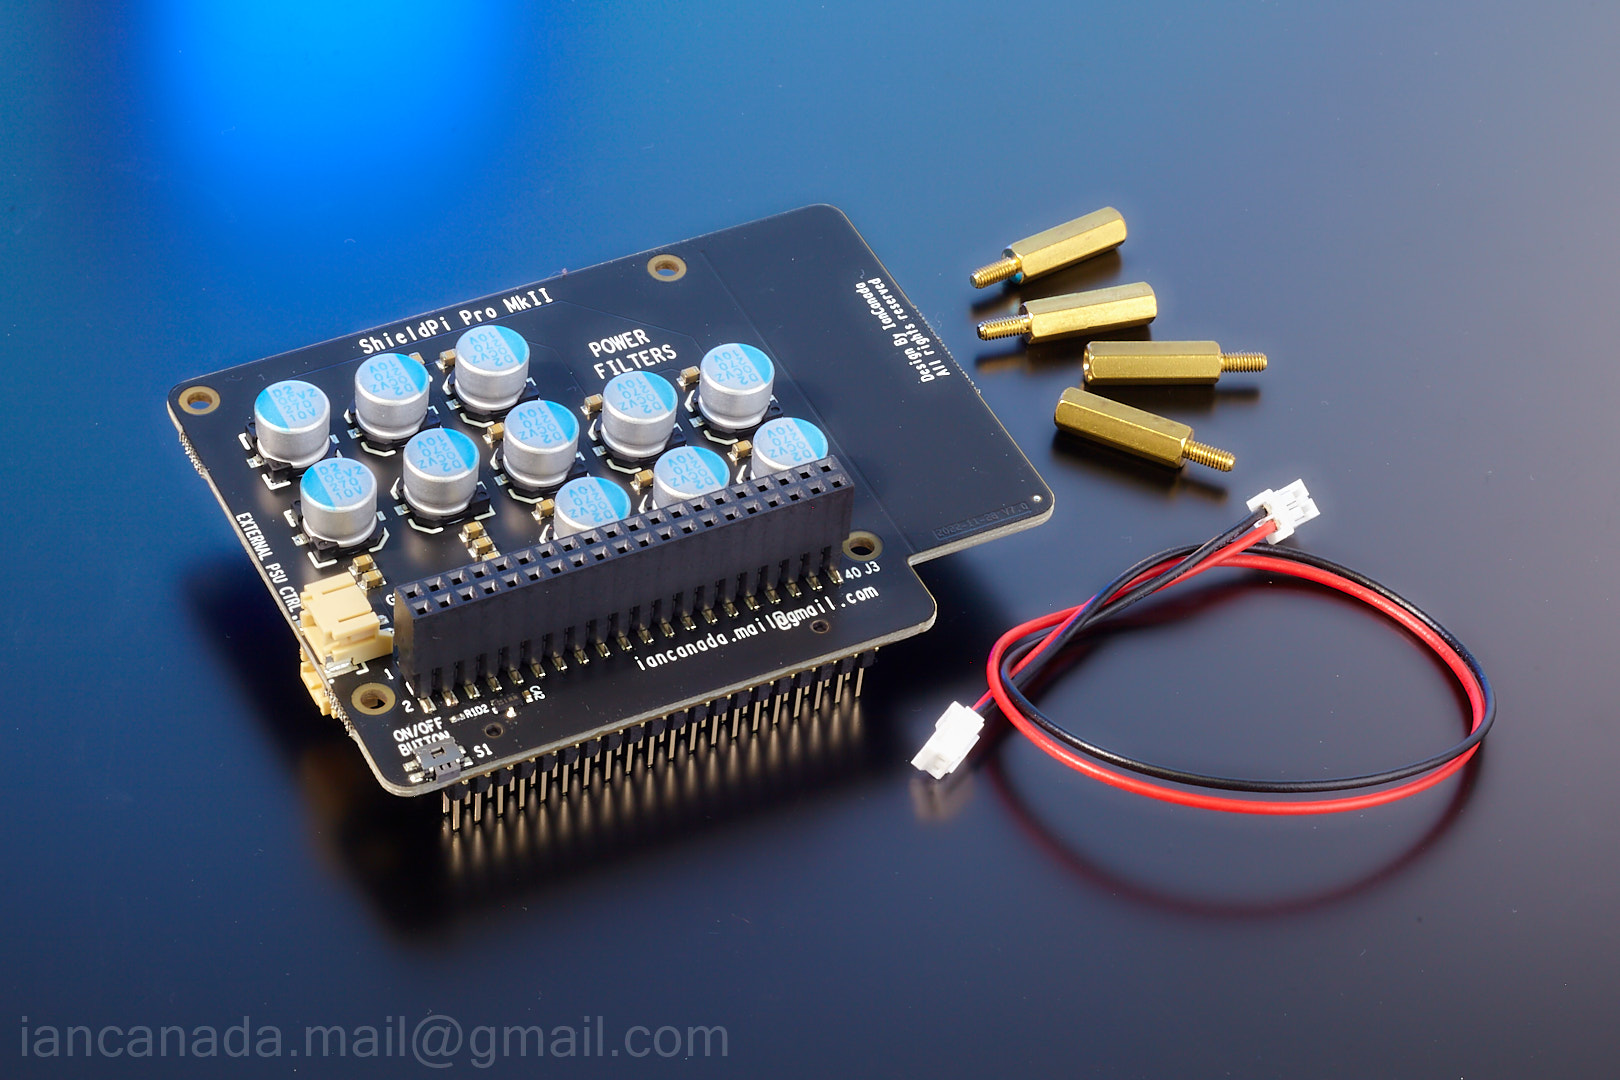 ShieldPi Pro MkII
POWER
FILTERS
Design By IanCanada
All rights reserved
EXTERNAL PSU CTRL.
40 J3
iancanada.mail@gmail.com
1
2
R1D2
ON/OFF
BUTTON
S1
iancanada.mail@gmail.com